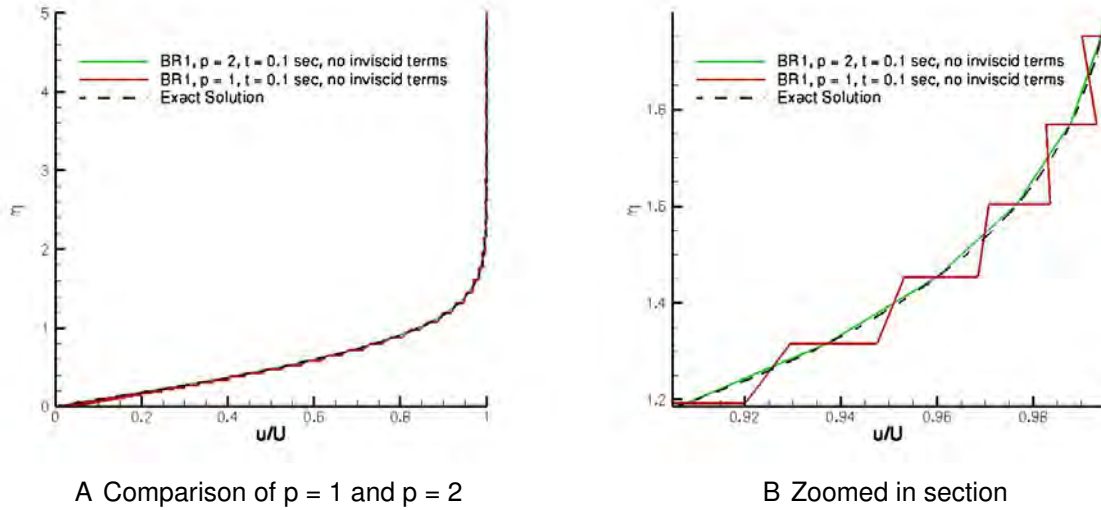 5
BR1, p = 2, t = 0.1 sec, no inviscid terms
BR1, p = 1, t = 0.1 sec, no inviscid terms
Exact Solution
4
3
η
2
1
0
0 0.2 0.4 0.6 0.8 1
u/U
A Comparison of p = 1 and p = 2
BR1, p = 2, t = 0.1 sec, no inviscid terms
BR1, p = 1, t = 0.1 sec, no inviscid terms
Exact Solution
1.8
1.6
η
1.4
1.2
0.92 0.94 0.96 0.98
u/U
B Zoomed in section